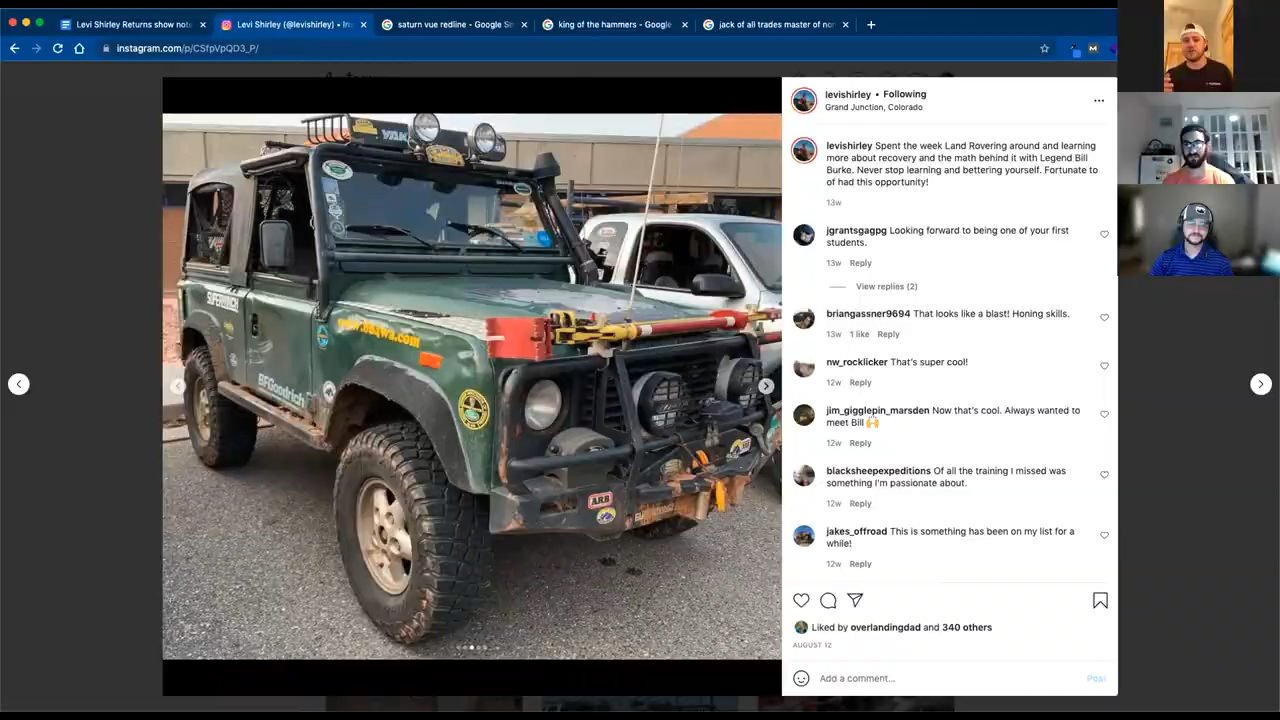 Levi Shirley Returns show not
Levi Shirley (@levishirley) • In
saturn vue redline - Google Se
king of the hammers - Google
jack of all trades master of non
instagram.com/p/CSfpVpQD3_P/
M
levishirley • Following
Grand Junction, Colorado
levishirley Spent the week Land Rovering around and learning
more about recovery and the math behind it with Legend Bill
Burke. Never stop learning and bettering yourself. Fortunate to
of had this opportunity!
13w
jgrantsgagpg Looking forward to being one of your first
students.
13w Reply
View replies (2)
briangassner9694 That looks like a blast! Honing skills.
13w 1 like Reply
nw_rocklicker That's super cool!
12w Reply
jim_gigglepin_marsden Now that's cool. Always wanted to
meet Bill 🙌
12w Reply
blacksheepexpeditions Of all the training I missed was
something I'm passionate about.
12w Reply
jakes_offroad This is something has been on my list for a
while!
12w Reply
Liked by overlandingdad and 340 others
AUGUST 12
Add a comment...
Post
SUPERWINCH
BFGoodrich
ARB